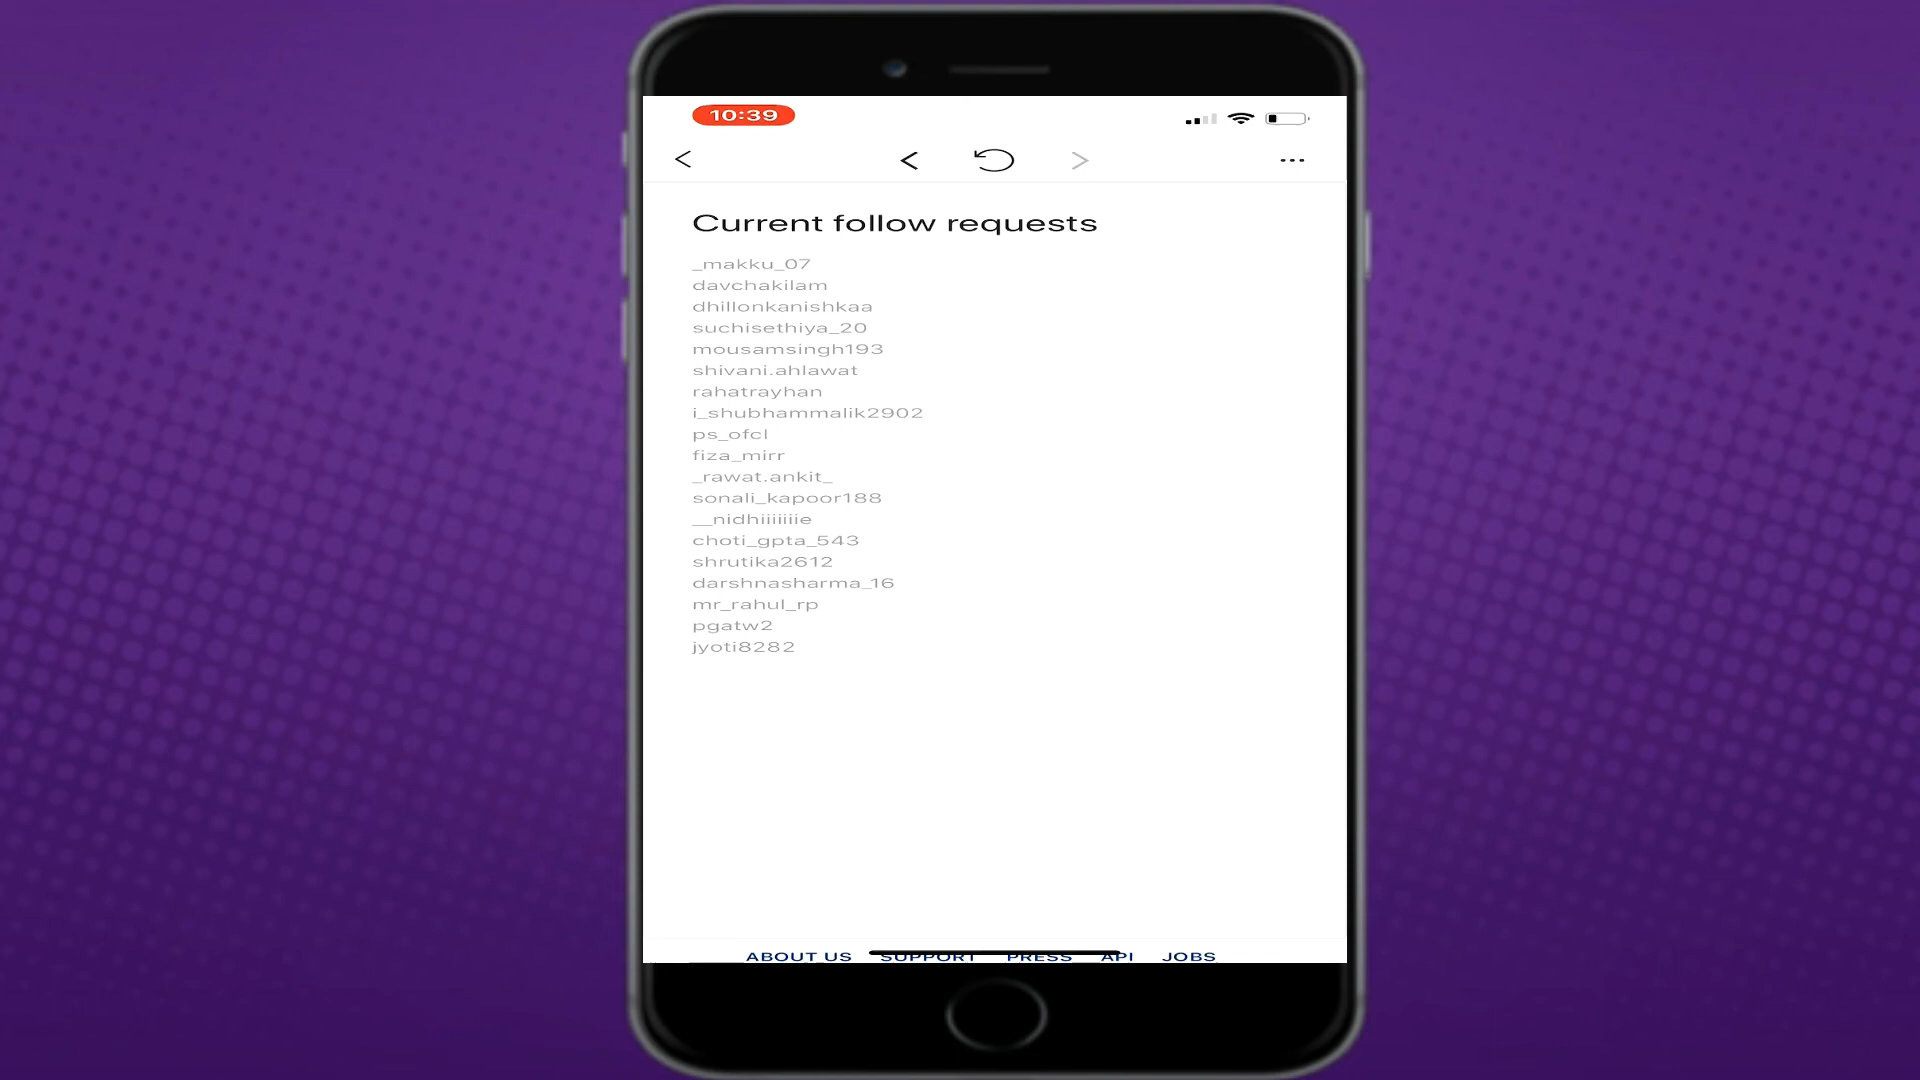 10:39
Current follow requests
_makku_07
davchakilam
dhillonkanishkaa
suchisethiya_20
mousamsingh193
shivani.ahlawat
rahatrayhan
i_shubhammalik2902
ps_ofcl
fiza_mirr
_rawat.ankit_
sonali_kapoor188
__nidhiiiiiiie
choti_gpta_543
shrutika2612
darshnasharma_16
mr_rahul_rp
pgatw2
jyoti8282
ABOUT US SUPPORT PRESS API JOBS